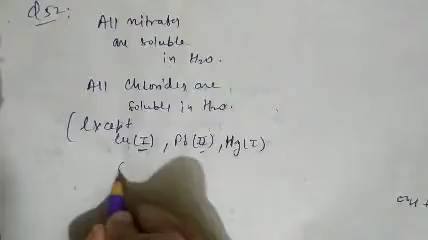 Q52:
All nitrates
are soluble
in H₂O.
All chlorides are
soluble in H₂O.
(Except
Cu(I), Pb(II), Hg(I)